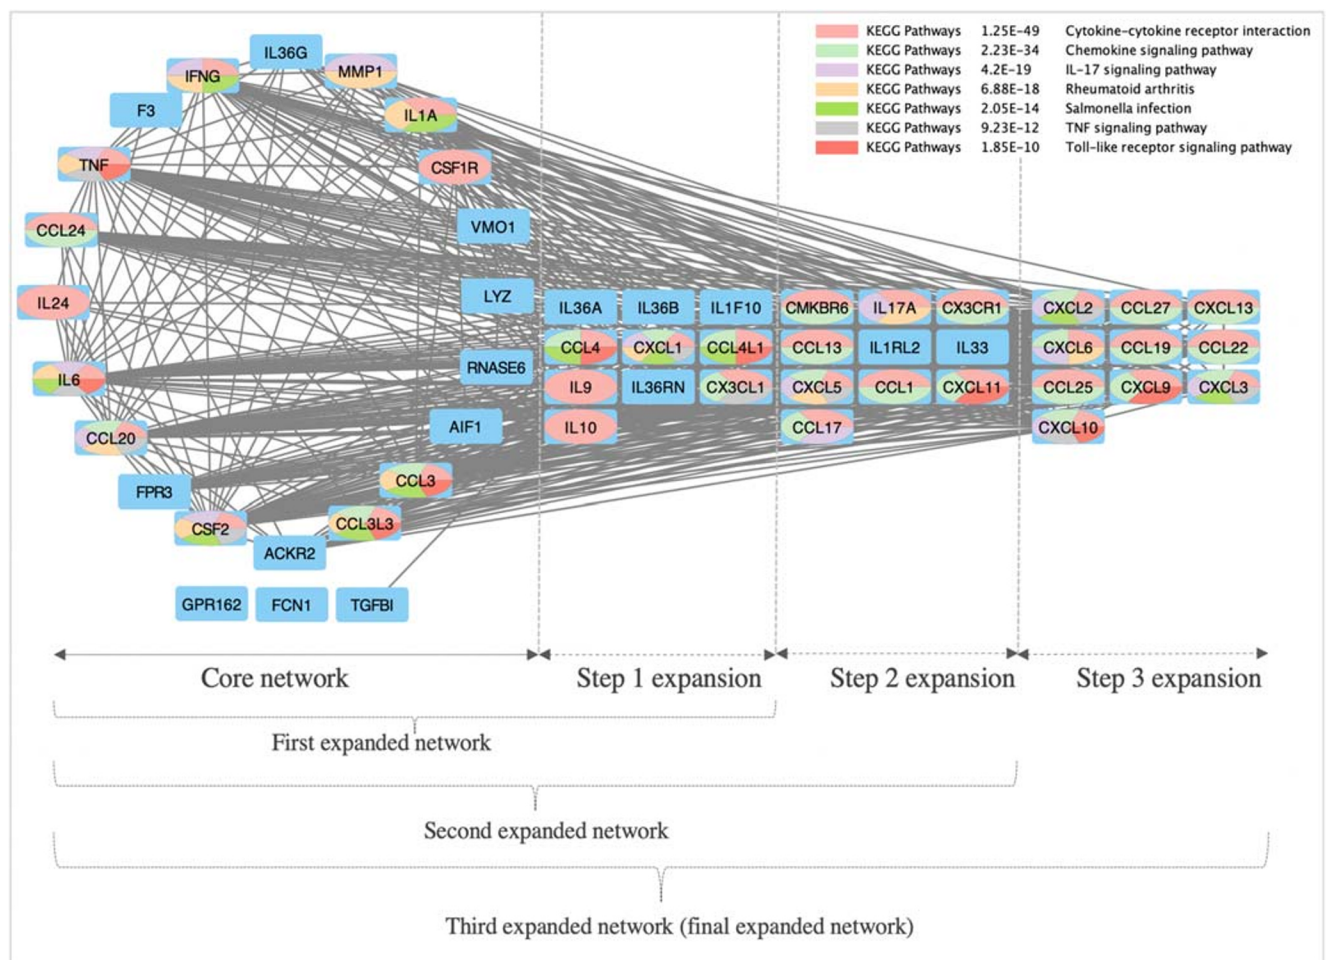 KEGG Pathways 1.25E-49 Cytokine-cytokine receptor interaction
KEGG Pathways 2.23E-34 Chemokine signaling pathway
KEGG Pathways 4.2E-19 IL-17 signaling pathway
KEGG Pathways 6.88E-18 Rheumatoid arthritis
KEGG Pathways 2.05E-14 Salmonella infection
KEGG Pathways 9.23E-12 TNF signaling pathway
KEGG Pathways 1.85E-10 Toll-like receptor signaling pathway
IL36G
IFNG
MMP1
F3
IL1A
TNF
CSF1R
CCL24
VMO1
IL24
LYZ
IL6
RNASE6
CCL20
AIF1
FPR3
CCL3
CSF2
CCL3L3
ACKR2
GPR162 FCN1 TGFBI
IL36A IL36B IL1F10 CMKBR6 IL17A CX3CR1 CXCL2 CCL27 CXCL13
CCL4 CXCL1 CCL4L1 CCL13 IL1RL2 IL33 CXCL6 CCL19 CCL22
IL9 IL36RN CX3CL1 CXCL5 CCL1 CXCL11 CCL25 CXCL9 CXCL3
IL10 CCL17 CXCL10
Core network Step 1 expansion Step 2 expansion Step 3 expansion
First expanded network
Second expanded network
Third expanded network (final expanded network)